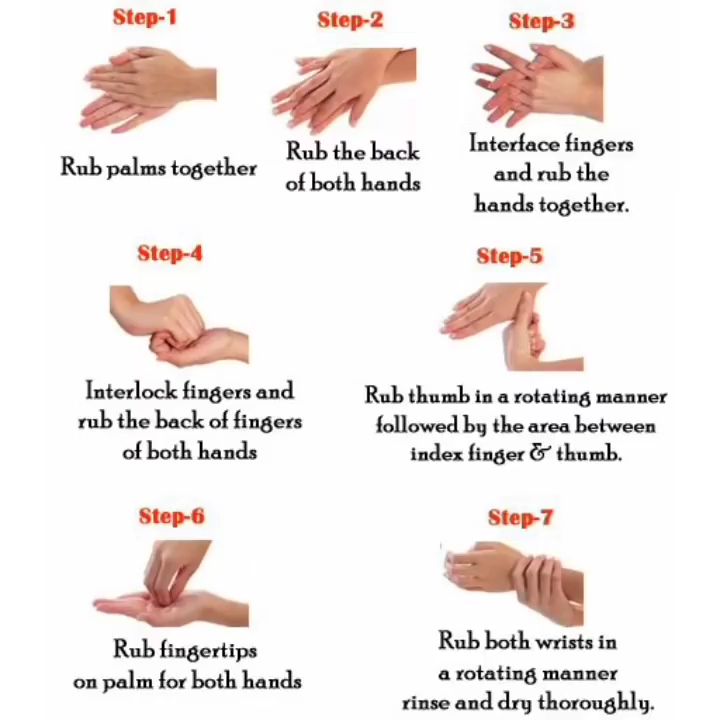 Step-1
Rub palms together
Step-2
Rub the back
of both hands
Step-3
Interface fingers
and rub the
hands together.
Step-4
Interlock fingers and
rub the back of fingers
of both hands
Step-5
Rub thumb in a rotating manner
followed by the area between
index finger & thumb.
Step-6
Rub fingertips
on palm for both hands
Step-7
Rub both wrists in
a rotating manner
rinse and dry thoroughly.